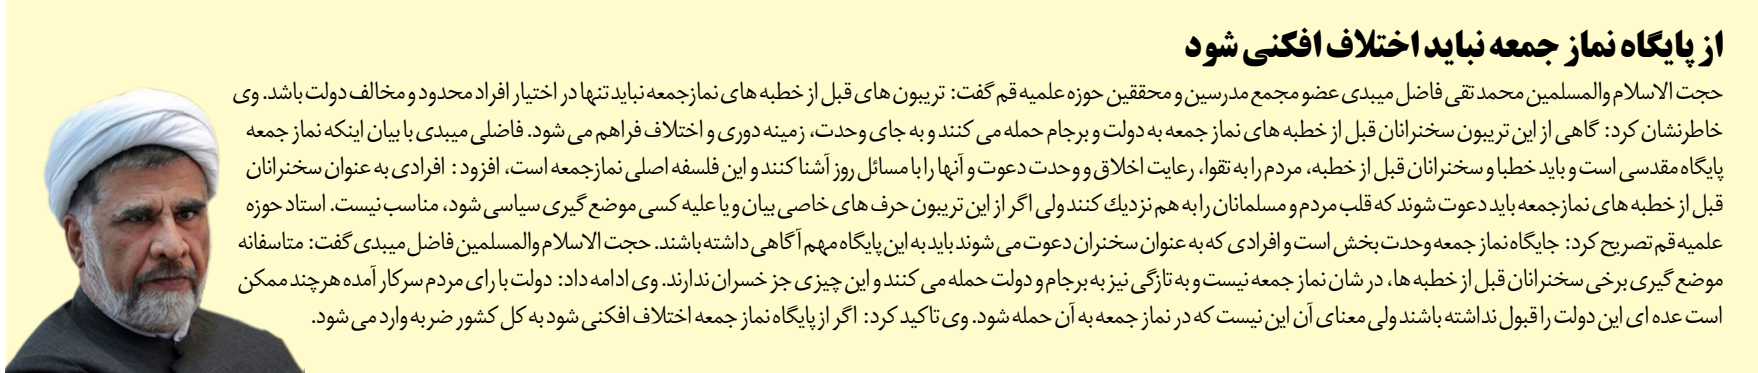 از پایگاه نماز جمعه نباید اختلاف افکنی شود
حجت الاسلام والمسلمین محمد تقی فاضل میبدی عضو مجمع مدرسین و محققین حوزه علمیه قم گفت: تریبون های قبل از خطبه های نمازجمعه نباید تنها در اختیار افراد محدود و مخالف دولت باشد. وی
خاطرنشان کرد: گاهی از این تریبون سخنرانان قبل از خطبه های نماز جمعه به دولت و برجام حمله می کنند و به جای وحدت، زمینه دوری و اختلاف فراهم می شود. فاضلی میبدی با بیان اینکه نماز جمعه
پایگاه مقدسی است و باید خطبا و سخنرانان قبل از خطبه، مردم را به تقوا، رعایت اخلاق و وحدت دعوت و آنها را با مسائل روز آشنا کنند و این فلسفه اصلی نمازجمعه است، افزود: افرادی به عنوان سخنرانان
قبل از خطبه های نمازجمعه باید دعوت شوند که قلب مردم و مسلمانان را به هم نزدیك کنند ولی اگر از این تریبون حرف های خاصی بیان و یا علیه کسی موضع گیری سیاسی شود، مناسب نیست. استاد حوزه
علمیه قم تصریح کرد: جایگاه نماز جمعه وحدت بخش است و افرادی که به عنوان سخنران دعوت می شوند باید به این پایگاه مهم آگاهی داشته باشند. حجت الاسلام والمسلمین فاضل میبدی گفت: متاسفانه
موضع گیری برخی سخنرانان قبل از خطبه ها، در شان نماز جمعه نیست و به تازگی نیز به برجام و دولت حمله می کنند و این چیزی جز خسران ندارند. وی ادامه داد: دولت با رای مردم سرکار آمده هرچند ممکن
است عده ای این دولت را قبول نداشته باشند ولی معنای آن این نیست که در نماز جمعه به آن حمله شود. وی تاکید کرد: اگر از پایگاه نماز جمعه اختلاف افکنی شود به کل کشور ضربه وارد می شود.